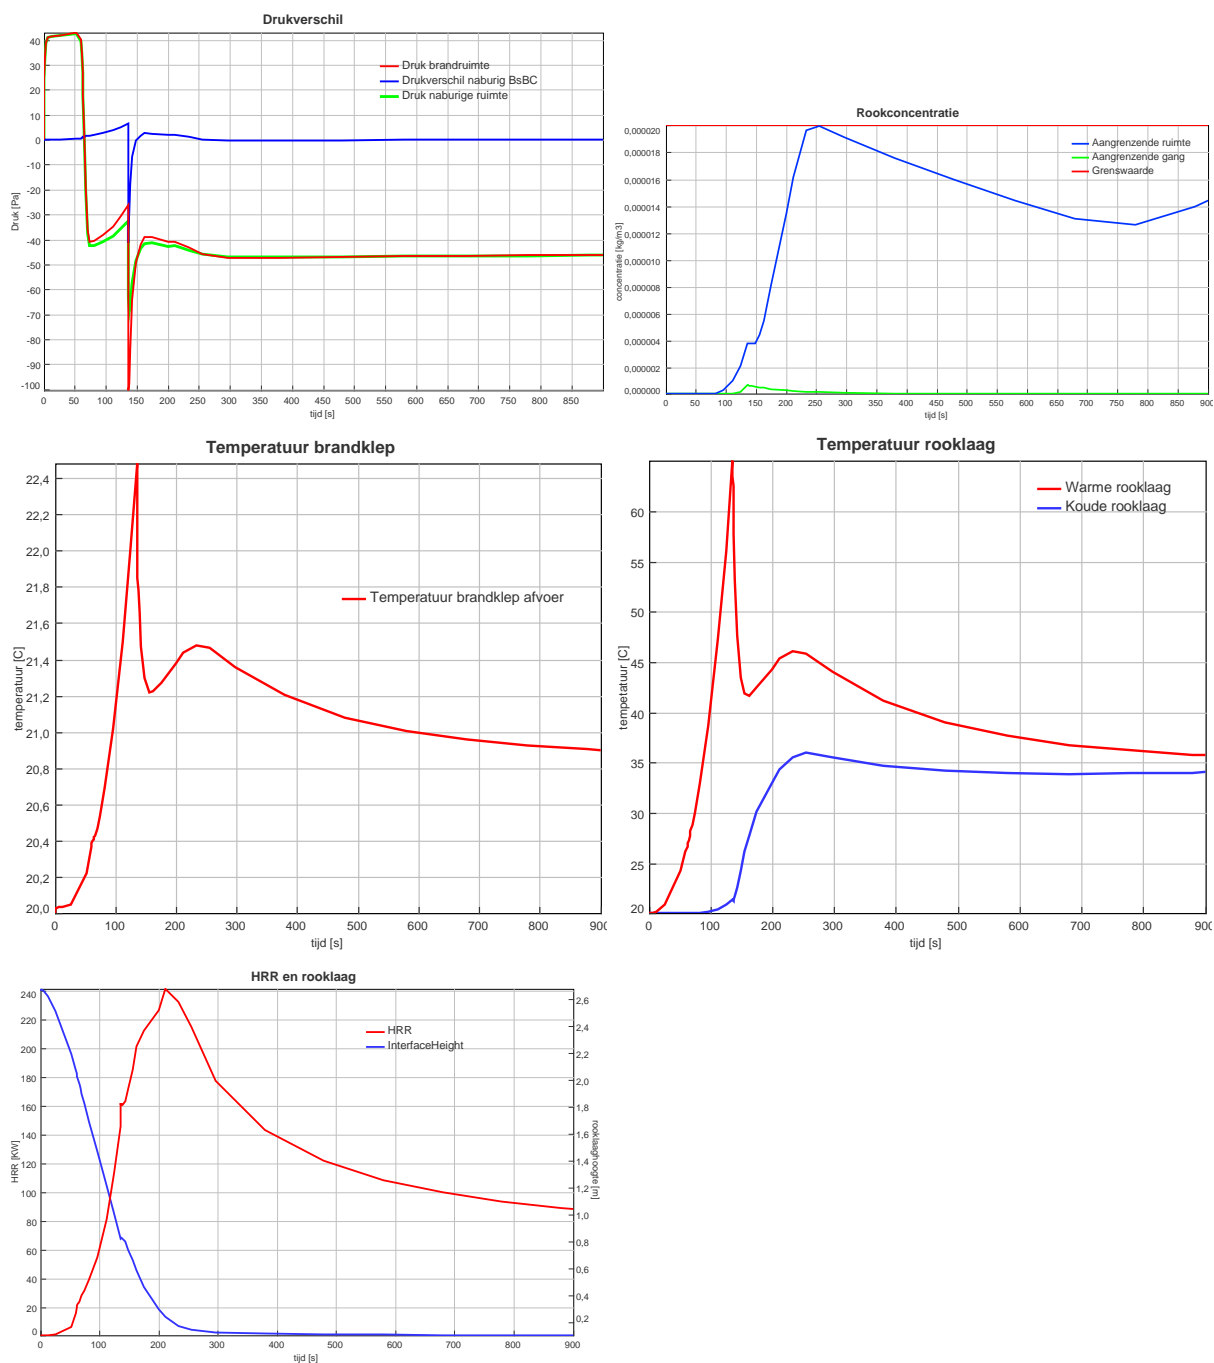 Drukverschil
40
30
20
10
0
-10
-20
-30
-40
-50
-60
-70
-80
-90
-100
Druk [Pa]
Druk brandruimte
Drukverschil naburig BsBC
Druk naburige ruimte
0 50 100 150 200 250 300 350 400 450 500 550 600 650 700 750 800 850
tijd [s]
Rookconcentratie
0,000020
0,000018
0,000016
0,000014
0,000012
0,000010
0,000008
0,000006
0,000004
0,000002
0,000000
concentratie [kg/m3]
Aangrenzende ruimte
Aangrenzende gang
Grenswaarde
0 50 100 150 200 250 300 350 400 450 500 550 600 650 700 750 800 850 900
tijd [s]
Temperatuur brandklep
22,4
22,2
22,0
21,8
21,6
21,4
21,2
21,0
20,8
20,6
20,4
20,2
20,0
temperatuur [C]
Temperatuur brandklep afvoer
0 100 200 300 400 500 600 700 800 900
tijd [s]
Temperatuur rooklaag
60
55
50
45
40
35
30
25
20
tempetatuur [C]
Warme rooklaag
Koude rooklaag
0 100 200 300 400 500 600 700 800 900
tijd [s]
HRR en rooklaag
240
220
200
180
160
140
120
100
80
60
40
20
0
HRR [KW]
HRR
InterfaceHeight
2,6
2,4
2,2
2,0
1,8
1,6
1,4
1,2
1,0
0,8
0,6
0,4
0,2
rooklaaghoogte [m]
0 100 200 300 400 500 600 700 800 900
tijd [s]